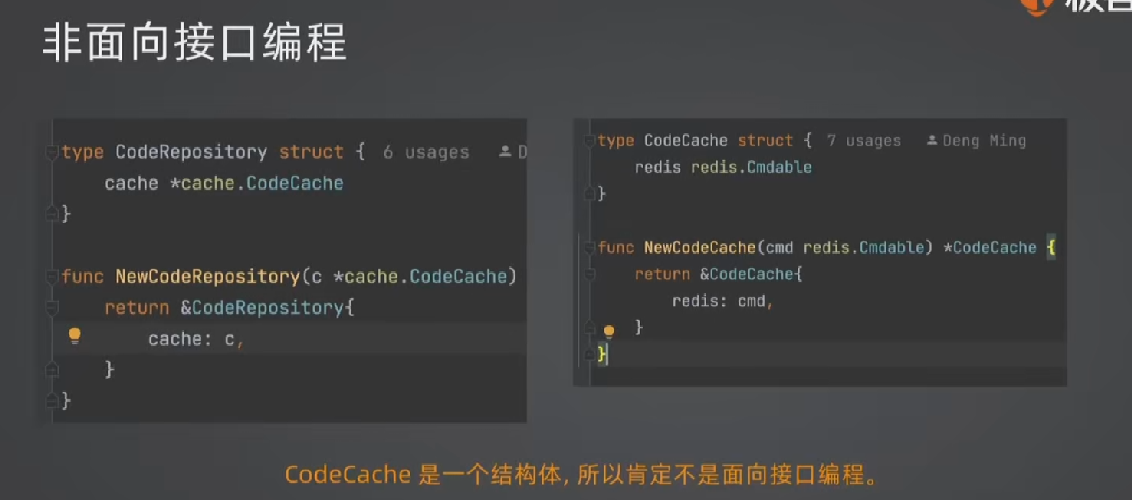 非面向接口编程
type CodeRepository struct { 6 usages D
cache *cache.CodeCache
}
func NewCodeRepository(c *cache.CodeCache)
return &CodeRepository{
cache: c,
}
}
type CodeCache struct { 7 usages Deng Ming
redis redis.Cmdable
}
func NewCodeCache(cmd redis.Cmdable) *CodeCache {
return &CodeCache{
redis: cmd,
}
}
CodeCache 是一个结构体, 所以肯定不是面向接口编程。